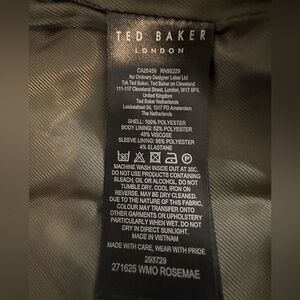 TED BAKER
LONDON
CA25459 RN95229
No Ordinary Designer Label Ltd
T/A Ted Baker, Ted Baker on Cleveland
111-117 Cleveland Street, London, W1T 6PX.
United Kingdom
Ted Baker The Netherlands
Leidsestraat 64, 1017 PD Amsterdam
The Netherlands
SHELL: 100% POLYESTER
BODY LINING: 52% POLYESTER
48% VISCOSE
SLEEVE LINING: 96% POLYESTER
4% ELASTANE
MACHINE WASH INSIDE OUT AT 30C.
DO NOT USE PRODUCTS CONTAINING
BLEACH, OIL OR ALCOHOL. DO NOT
TUMBLE DRY. COOL IRON ON
REVERSE. MAY BE DRY CLEANED.
DUE TO THE NATURE OF THIS FABRIC,
COLOUR MAY TRANSFER ONTO
OTHER GARMENTS OR UPHOLSTERY
PARTICULARLY WHEN WET. DO NOT
DRY IN DIRECT SUNLIGHT.
MADE IN VIETNAM
MADE WITH CARE, WEAR WITH PRIDE
293729
271625 WMO ROSEMAE